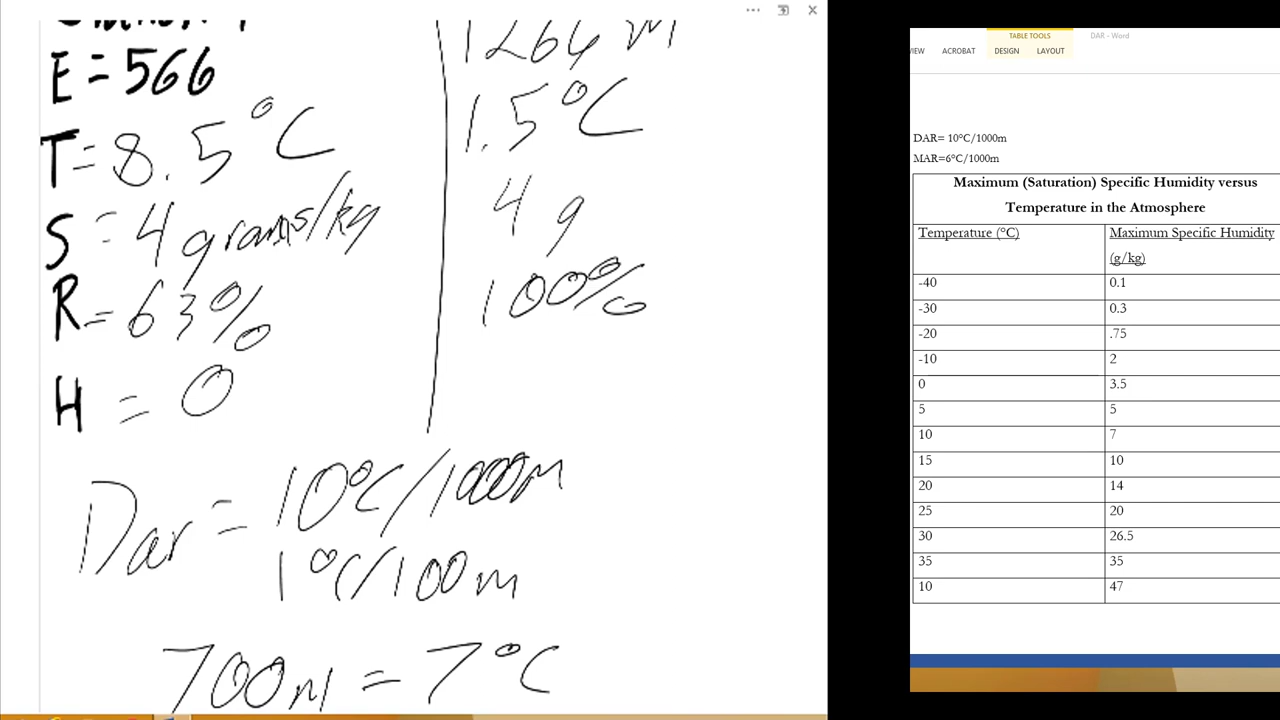 E = 566
T = 8.5°C
S = 4 grams/kg
R = 63%
H = 0
1264 m
1.5°C
4 g
100%
Dar = 10°C/1000m
1°C/100m
700m = 7°C
VIEW ACROBAT DESIGN LAYOUT
TABLE TOOLS
DAR - Word
DAR= 10°C/1000m
MAR=6°C/1000m
Maximum (Saturation) Specific Humidity versus
Temperature in the Atmosphere
Temperature (°C) Maximum Specific Humidity
(g/kg)
-40 0.1
-30 0.3
-20 .75
-10 2
0 3.5
5 5
10 7
15 10
20 14
25 20
30 26.5
35 35
10 47